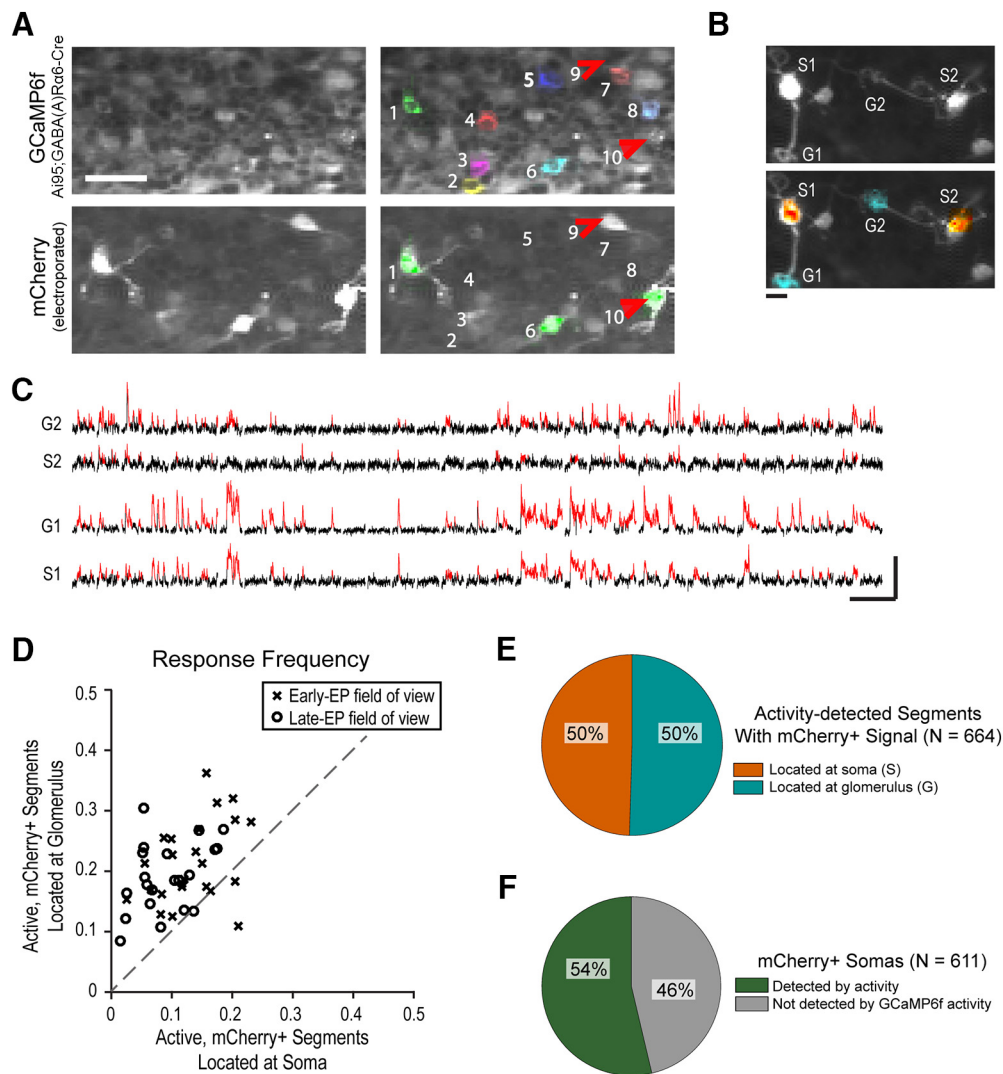 A
GCaMP6f
Ai95;GABA(A)Rd6-Cre
1
2
3
4
5
6
7
8
9
10
mCherry
(electroporated)
1
2
3
4
5
6
7
8
9
10
B
S1
S2
G2
G1
S1
S2
G2
G1
C
G2
S2
G1
S1
D
Response Frequency
Early-EP field of view
Late-EP field of view
0.5
0.4
0.3
0.2
0.1
0
0
0.1
0.2
0.3
0.4
0.5
Active, mCherry+ Segments
Located at Glomerulus
Active, mCherry+ Segments
Located at Soma
E
50%
50%
Activity-detected Segments
With mCherry+ Signal (N = 664)
Located at soma (S)
Located at glomerulus (G)
F
54%
46%
mCherry+ Somas (N = 611)
Detected by activity
Not detected by GCaMP6f activity